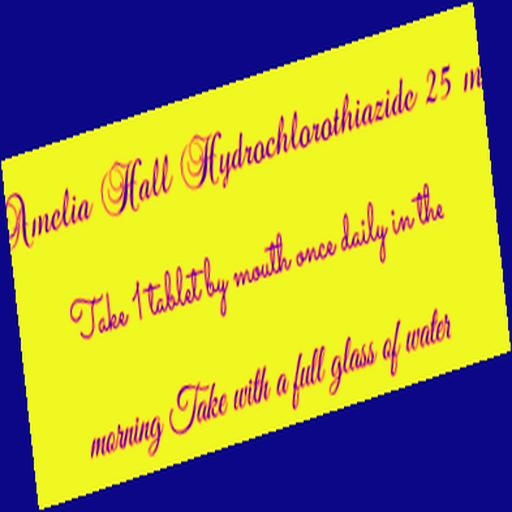 Amelia Hall Hydrochlorothiazide 25 m
Take 1 tablet by mouth once daily in the
morning Take with a full glass of water